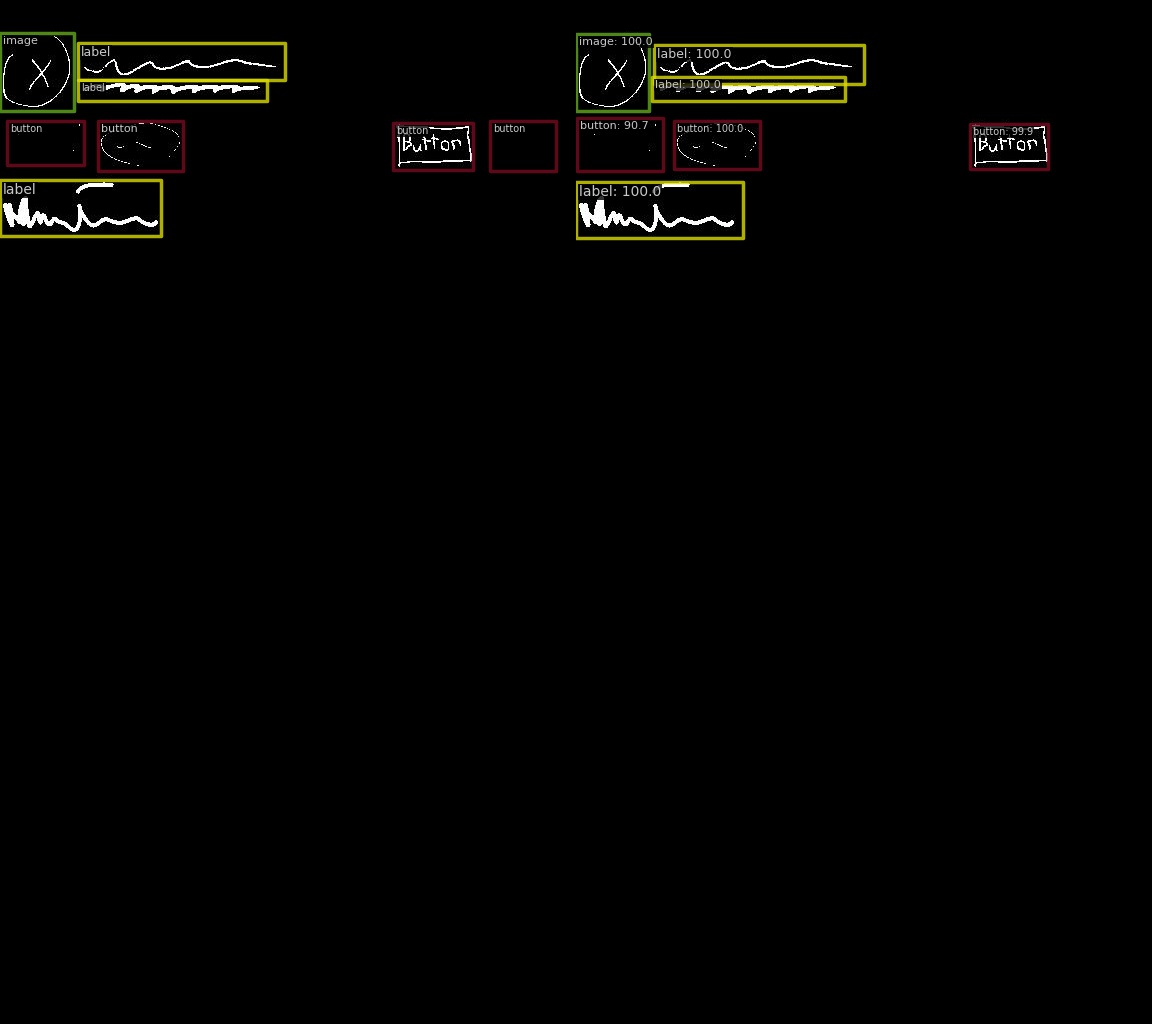 image
label
label
image: 100.0
label: 100.0
label: 100.0
button
button
button
Button
button
button: 90.7
button: 100.0
button: 99.9
Button
label
label: 100.0